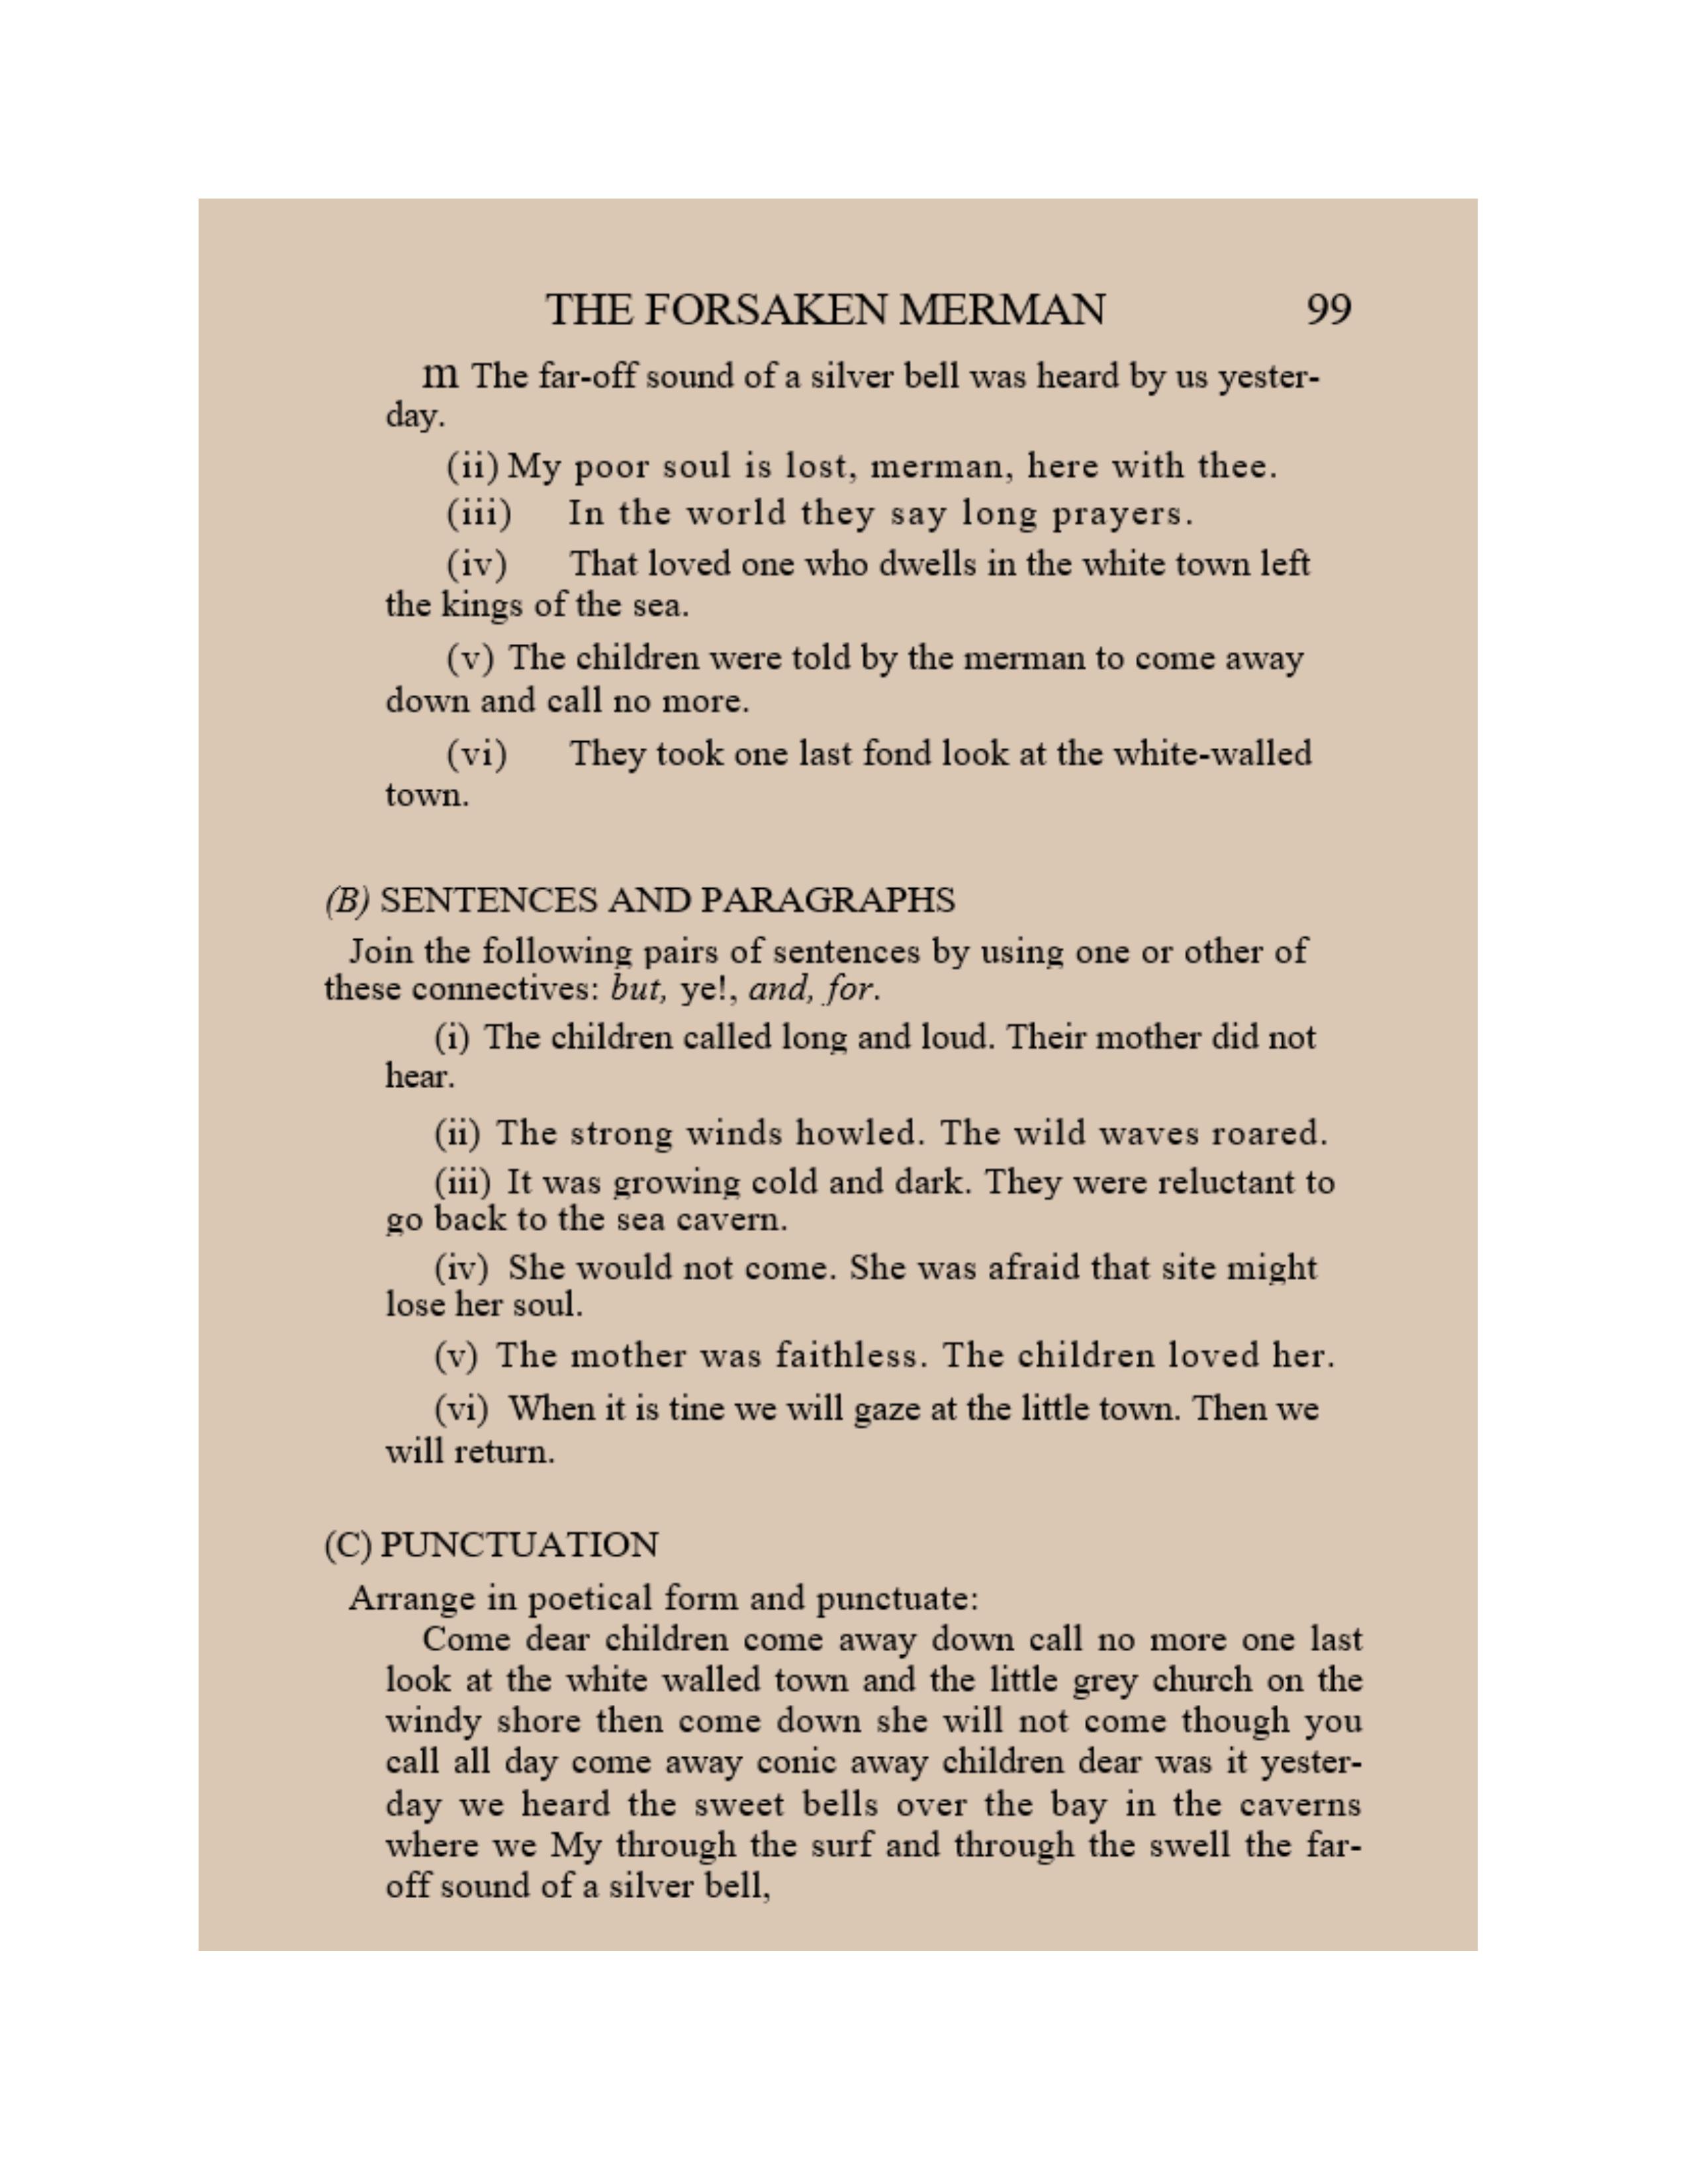 THE FORSAKEN MERMAN 99
m The far-off sound of a silver bell was heard by us yester-
day.
(ii) My poor soul is lost, merman, here with thee.
(iii) In the world they say long prayers.
(iv) That loved one who dwells in the white town left
the kings of the sea.
(v) The children were told by the merman to come away
down and call no more.
(vi) They took one last fond look at the white-walled
town.
(B) SENTENCES AND PARAGRAPHS
Join the following pairs of sentences by using one or other of
these connectives: but, ye!, and, for.
(i) The children called long and loud. Their mother did not
hear.
(ii) The strong winds howled. The wild waves roared.
(iii) It was growing cold and dark. They were reluctant to
go back to the sea cavern.
(iv) She would not come. She was afraid that site might
lose her soul.
(v) The mother was faithless. The children loved her.
(vi) When it is tine we will gaze at the little town. Then we
will return.
(C) PUNCTUATION
Arrange in poetical form and punctuate:
Come dear children come away down call no more one last
look at the white walled town and the little grey church on the
windy shore then come down she will not come though you
call all day come away conic away children dear was it yester-
day we heard the sweet bells over the bay in the caverns
where we My through the surf and through the swell the far-
off sound of a silver bell,